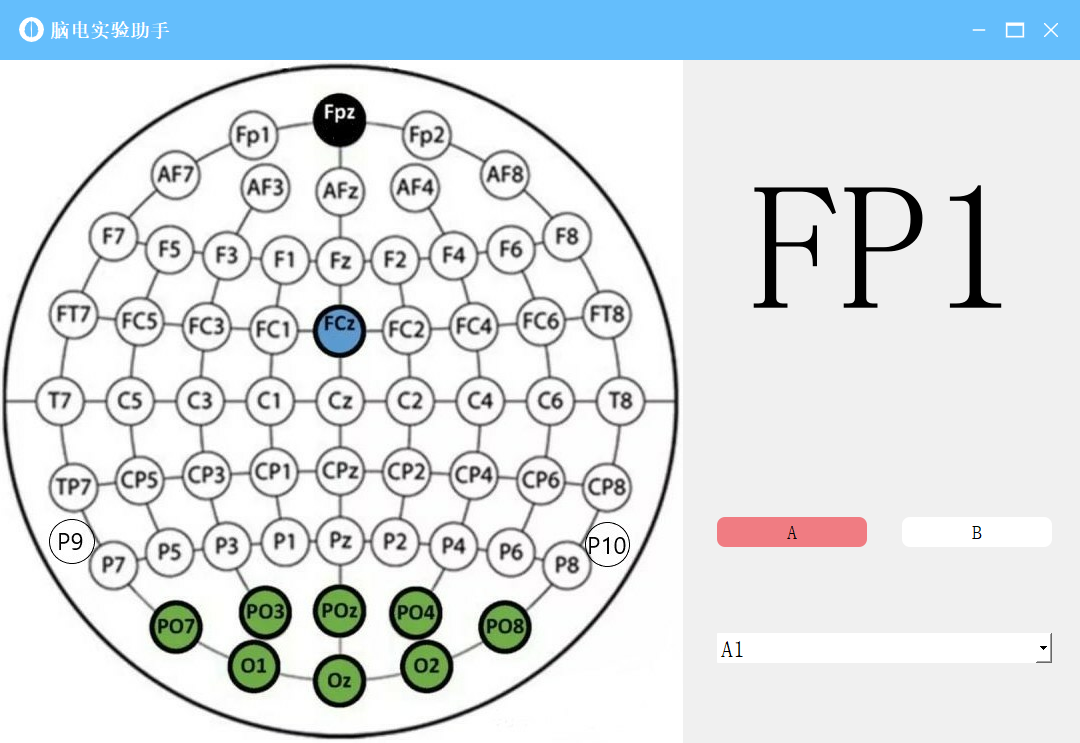 脑电实验助手
Fpz
Fp1 Fp2
AF7 AF3 AFz AF4 AF8
F7 F5 F3 F1 Fz F2 F4 F6 F8
FT7 FC5 FC3 FC1 FCz FC2 FC4 FC6 FT8
T7 C5 C3 C1 Cz C2 C4 C6 T8
TP7 CP5 CP3 CP1 CPz CP2 CP4 CP6 CP8
P9 P10
P7 P5 P3 P1 Pz P2 P4 P6 P8
PO7 PO3 POz PO4 PO8
O1 Oz O2
FP1
A B
A1